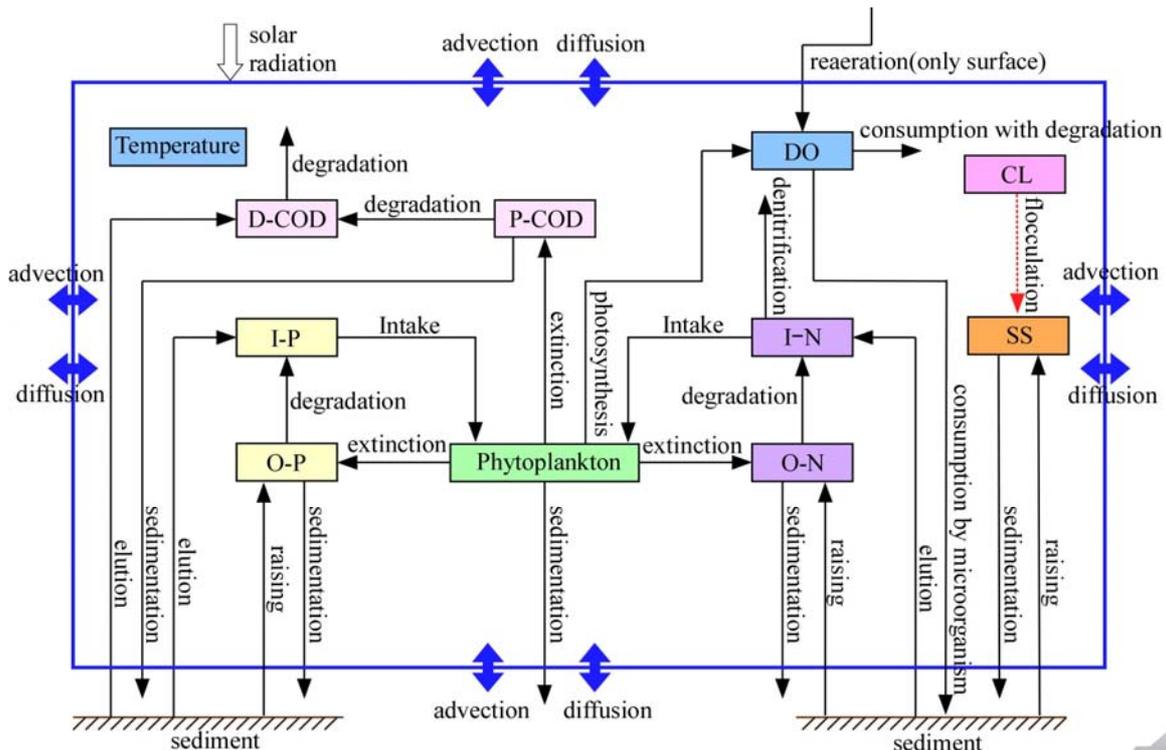 solar
radiation
advection
diffusion
reaeration(only surface)
Temperature
degradation
DO
consumption with degradation
CL
D-COD
degradation
P-COD
denitrification
flocculation
advection
diffusion
advection
diffusion
I-P
Intake
extinction
photosynthesis
Intake
I-N
SS
degradation
degradation
O-P
extinction
Phytoplankton
extinction
O-N
elution
sedimentation
elution
raising
sedimentation
sedimentation
sedimentation
raising
elution
consumption by microorganism
sedimentation
raising
advection
diffusion
sediment
sediment